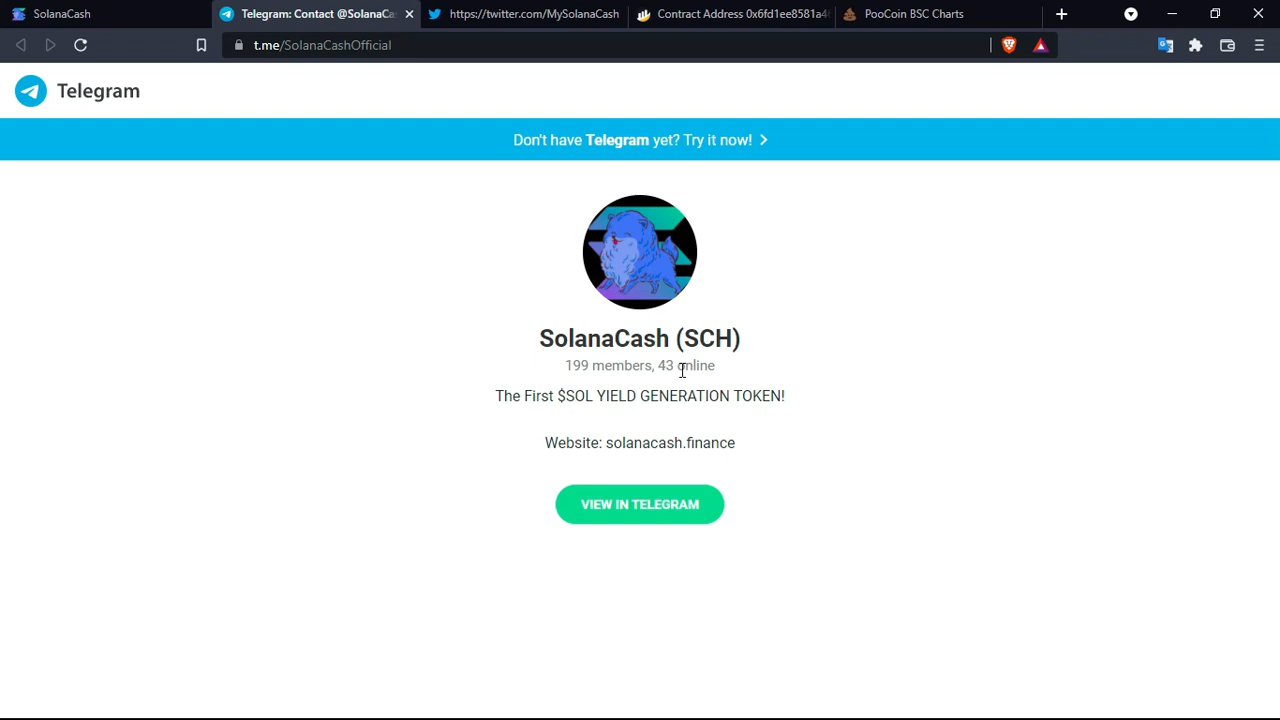 SolanaCash
Telegram: Contact @SolanaCa
https://twitter.com/MySolanaCash
Contract Address 0x6fd1ee8581a4
PooCoin BSC Charts
t.me/SolanaCashOfficial
Telegram
Don't have Telegram yet? Try it now!
SolanaCash (SCH)
199 members, 43 online
The First $SOL YIELD GENERATION TOKEN!
Website: solanacash.finance
VIEW IN TELEGRAM